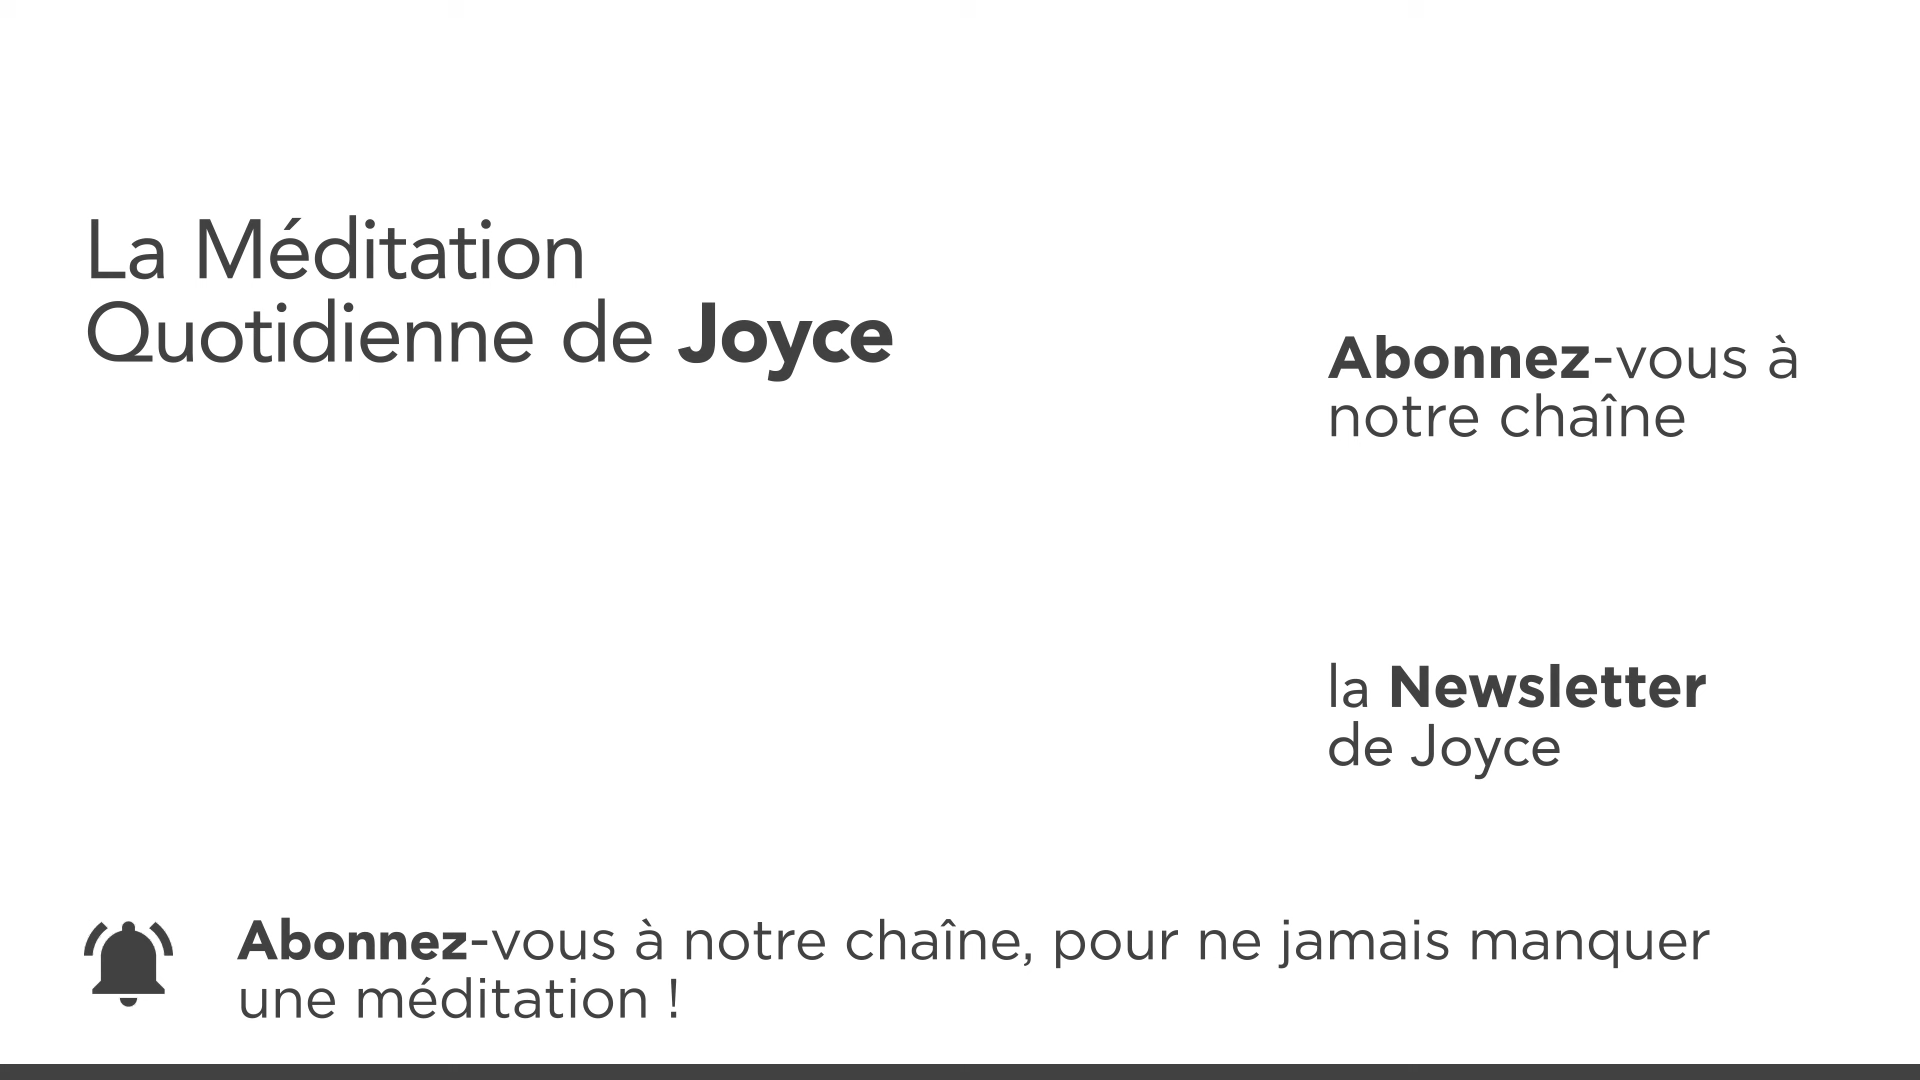 La Méditation
Quotidienne de Joyce
Abonnez-vous à
notre chaîne
la Newsletter
de Joyce
Abonnez-vous à notre chaîne, pour ne jamais manquer
une méditation !